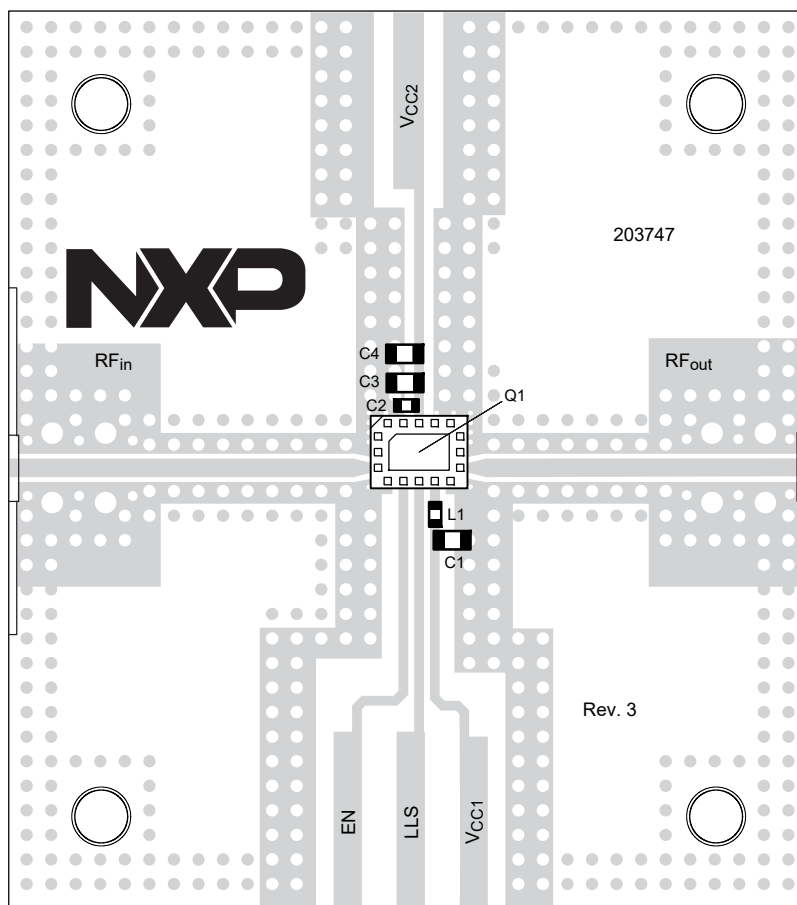 VCC2
NXP
203747
RFin
RFout
C4
C3
C2
Q1
L1
C1
Rev. 3
EN
LLS
VCC1